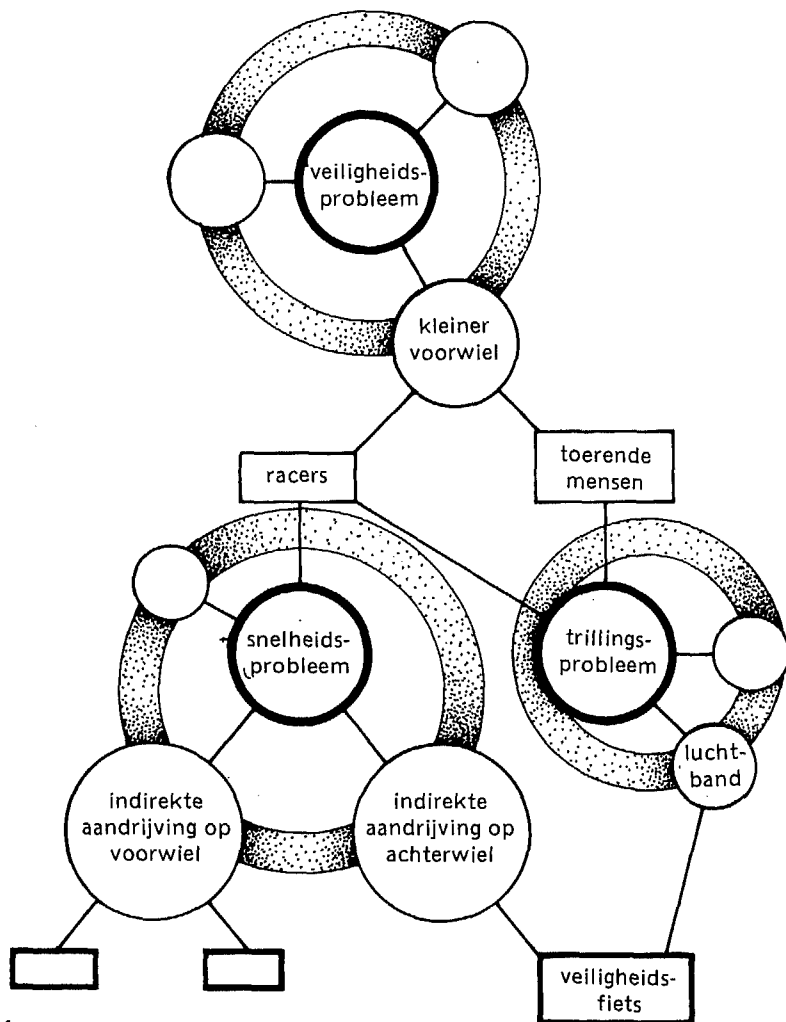 veiligheids-
probleem
kleiner
voorwiel
racers
toerende
mensen
snelheids-
probleem
trillings-
probleem
lucht-
band
indirekte
aandrijving op
voorwiel
indirekte
aandrijving op
achterwiel
veiligheids-
fiets